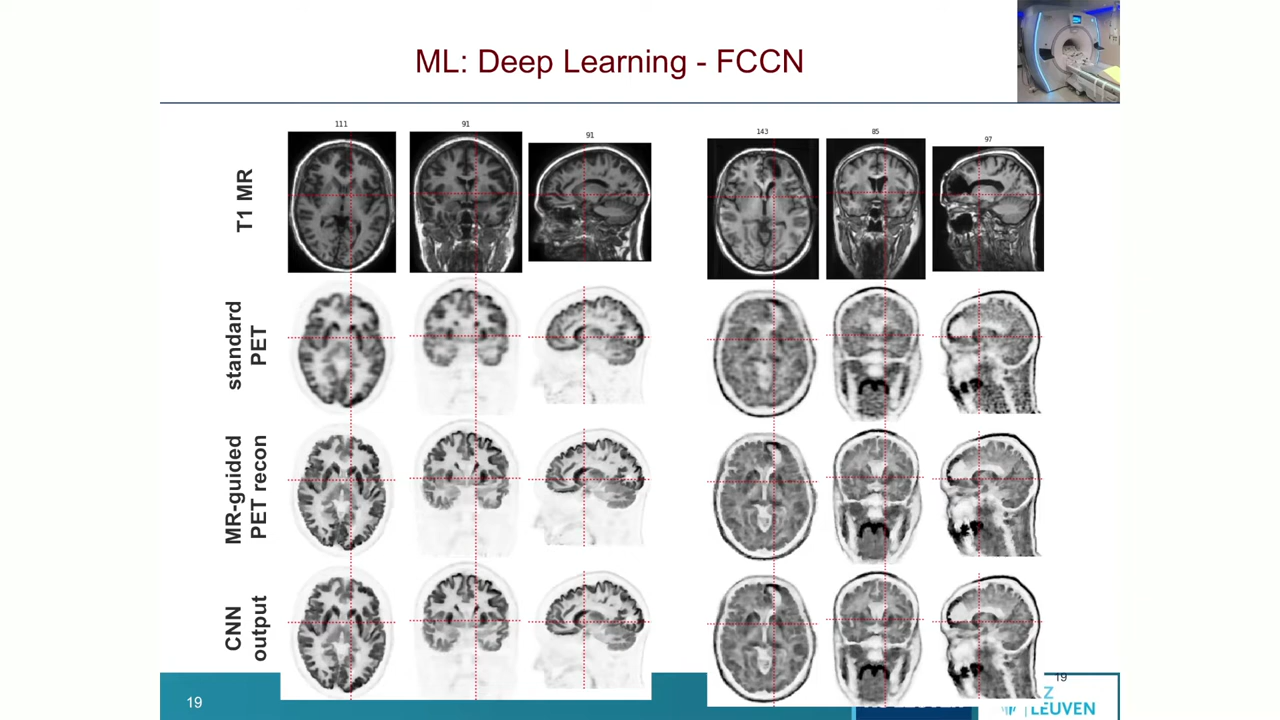 ML: Deep Learning - FCCN
111
91
91
143
85
97
T1 MR
standard
PET
MR-guided
PET recon
CNN
output
19
19
Z
LEUVEN